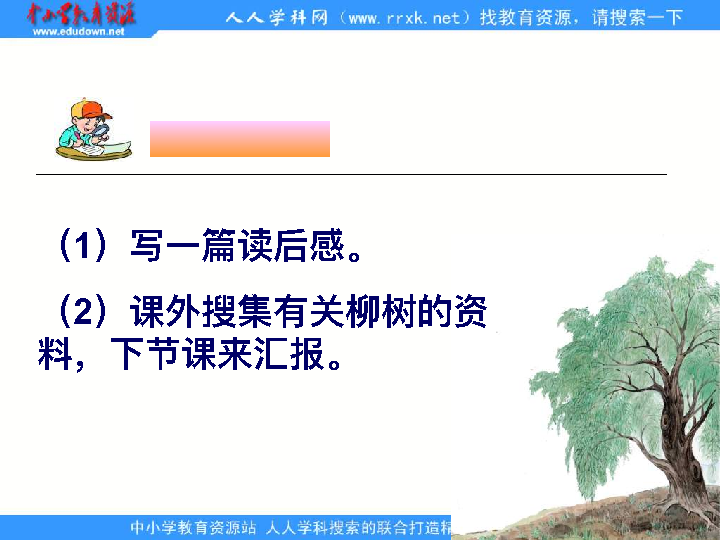 中小学教育资源
www.edudown.net
人人学科网（www.rrxk.net）找教育资源，请搜索一下
（1）写一篇读后感。
（2）课外搜集有关柳树的资
料，下节课来汇报。
中小学教育资源站 人人学科搜索的联合打造精